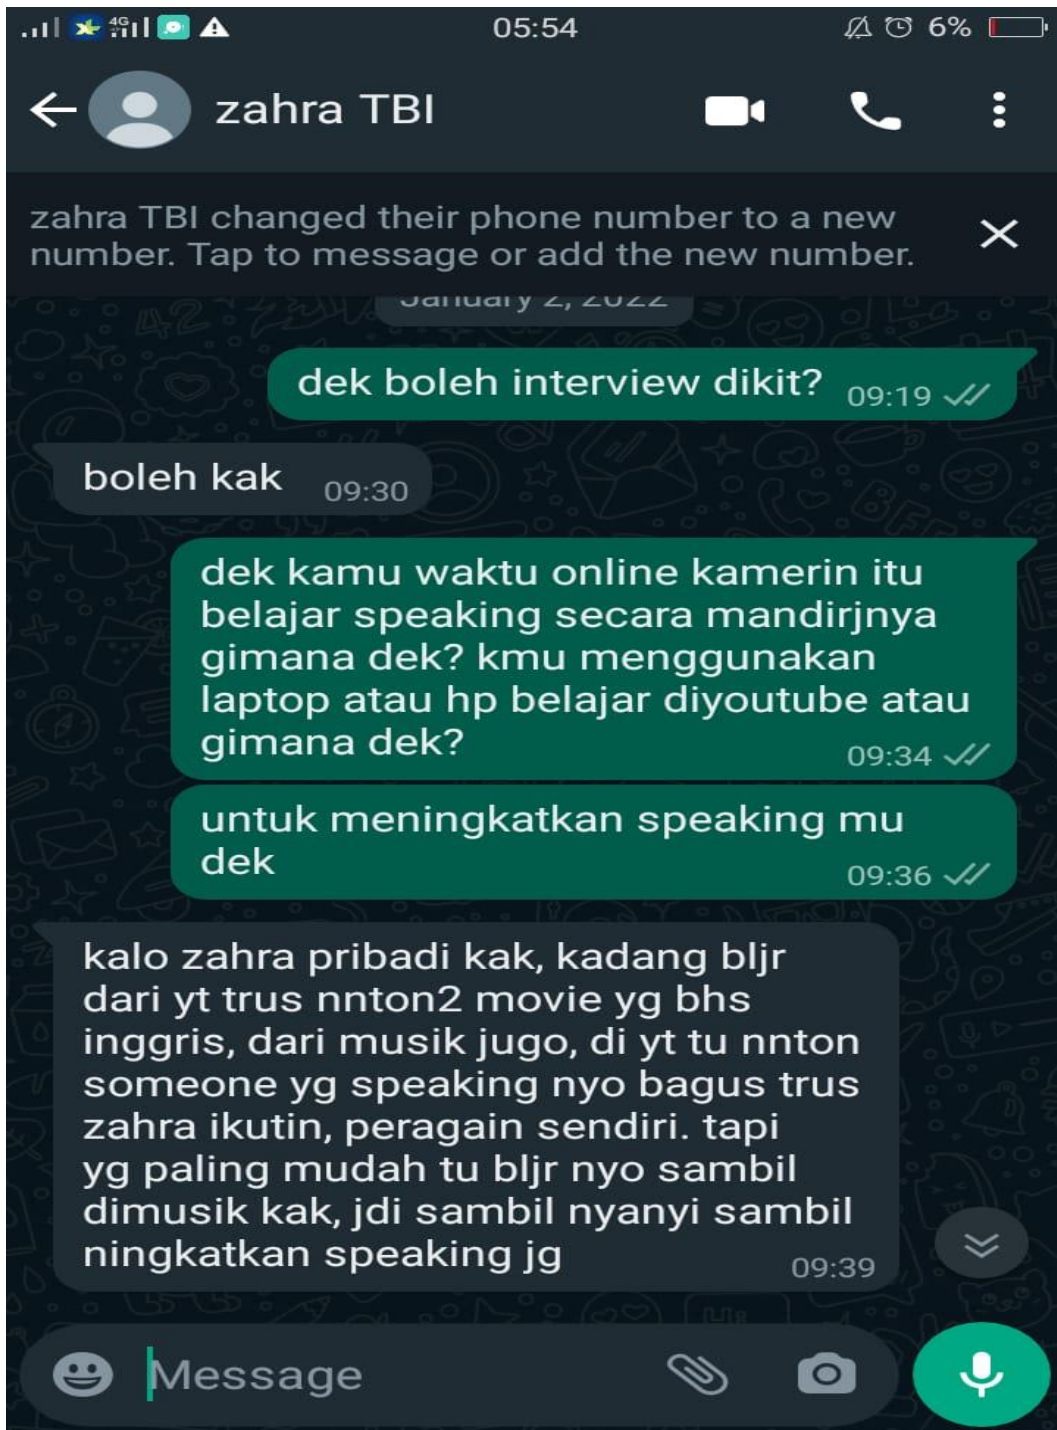 4G
05:54
6%
zahra TBI
zahra TBI changed their phone number to a new
number. Tap to message or add the new number.
January 2, 2022
dek boleh interview dikit?
09:19
boleh kak
09:30
dek kamu waktu online kamerin itu
belajar speaking secara mandirjnya
gimana dek? kmu menggunakan
laptop atau hp belajar diyoutube atau
gimana dek?
09:34
untuk meningkatkan speaking mu
dek
09:36
kalo zahra pribadi kak, kadang bljr
dari yt trus nnton2 movie yg bhs
inggris, dari musik jugo, di yt tu nnton
someone yg speaking nyo bagus trus
zahra ikutin, peragain sendiri. tapi
yg paling mudah tu bljr nyo sambil
dimusik kak, jdi sambil nyanyi sambil
ningkatkan speaking jg
09:39
Message